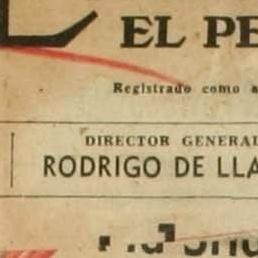 EL PE
Registrado como a
DIRECTOR GENERAL
RODRIGO DE LLA